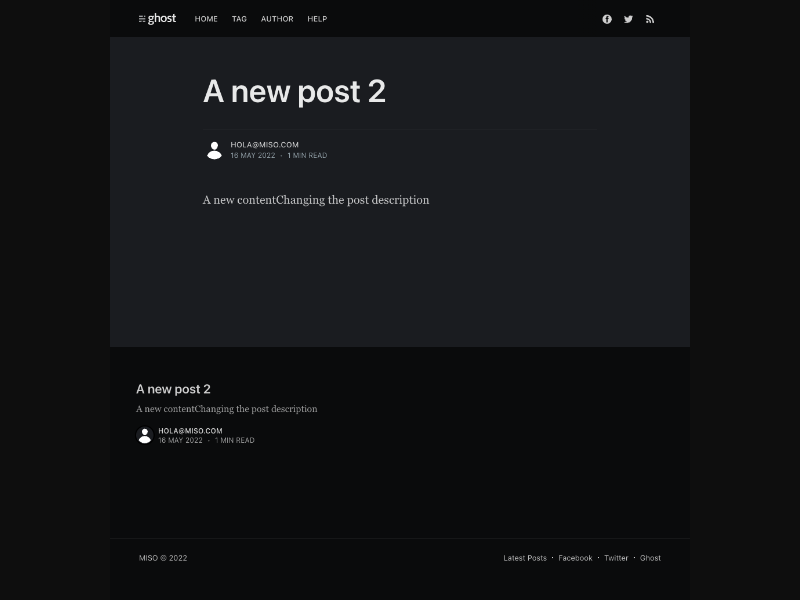 ghost HOME TAG AUTHOR HELP
A new post 2
HOLA@MISO.COM
16 MAY 2022 • 1 MIN READ
A new contentChanging the post description
A new post 2
A new contentChanging the post description
HOLA@MISO.COM
16 MAY 2022 • 1 MIN READ
MISO © 2022 Latest Posts • Facebook • Twitter • Ghost